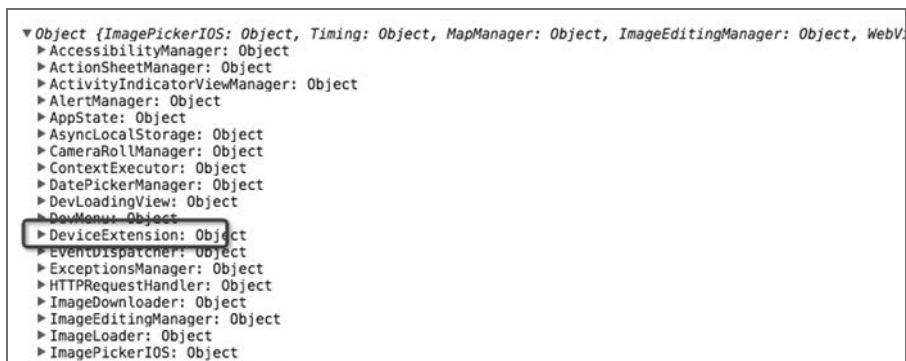 ▼Object {ImagePickerIOS: Object, Timing: Object, MapManager: Object, ImageEditingManager: Object, WebVi
▶AccessibilityManager: Object
▶ActionSheetManager: Object
▶ActivityIndicatorViewManager: Object
▶AlertManager: Object
▶AppState: Object
▶AsyncLocalStorage: Object
▶CameraRollManager: Object
▶ContextExecutor: Object
▶DatePickerManager: Object
▶DevLoadingView: Object
▶DevMenu: Object
▶DeviceExtension: Object
▶EventDispatcher: Object
▶ExceptionsManager: Object
▶HTTPRequestHandler: Object
▶ImageDownloader: Object
▶ImageEditingManager: Object
▶ImageLoader: Object
▶ImagePickerIOS: Object